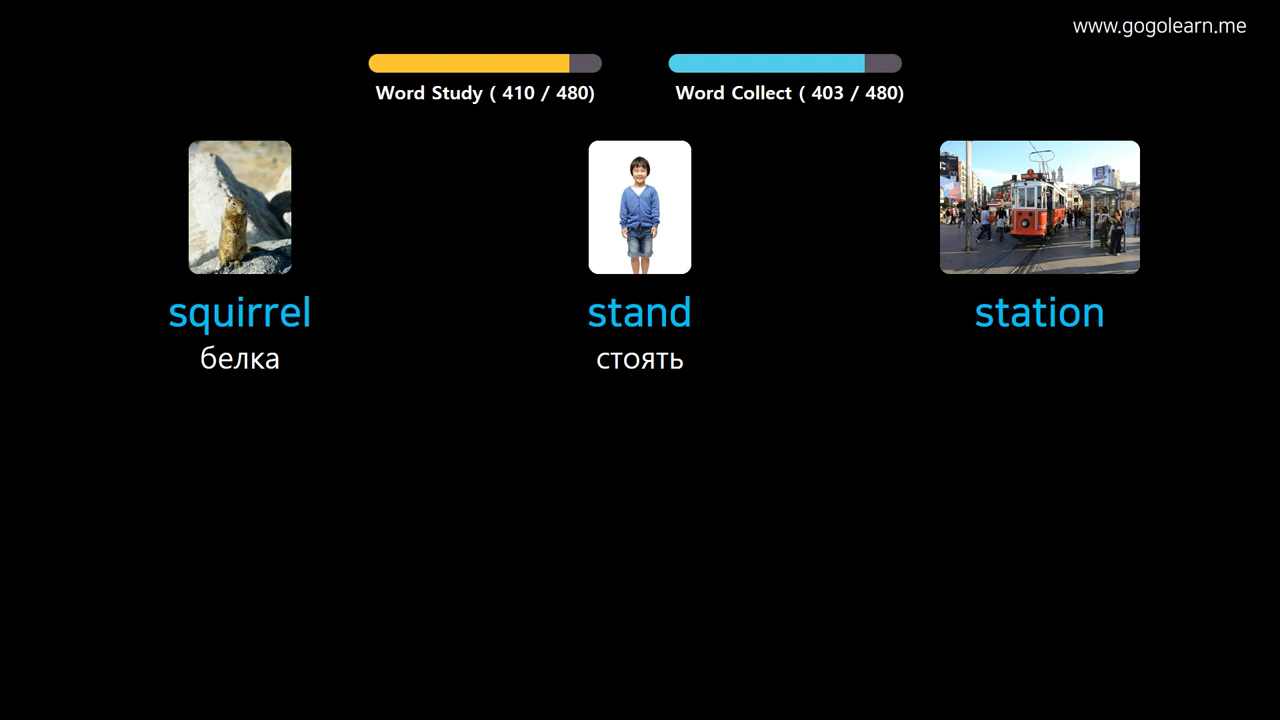 www.gogolearn.me
Word Study ( 410 / 480)
Word Collect ( 403 / 480)
squirrel
stand
station
белка
стоять